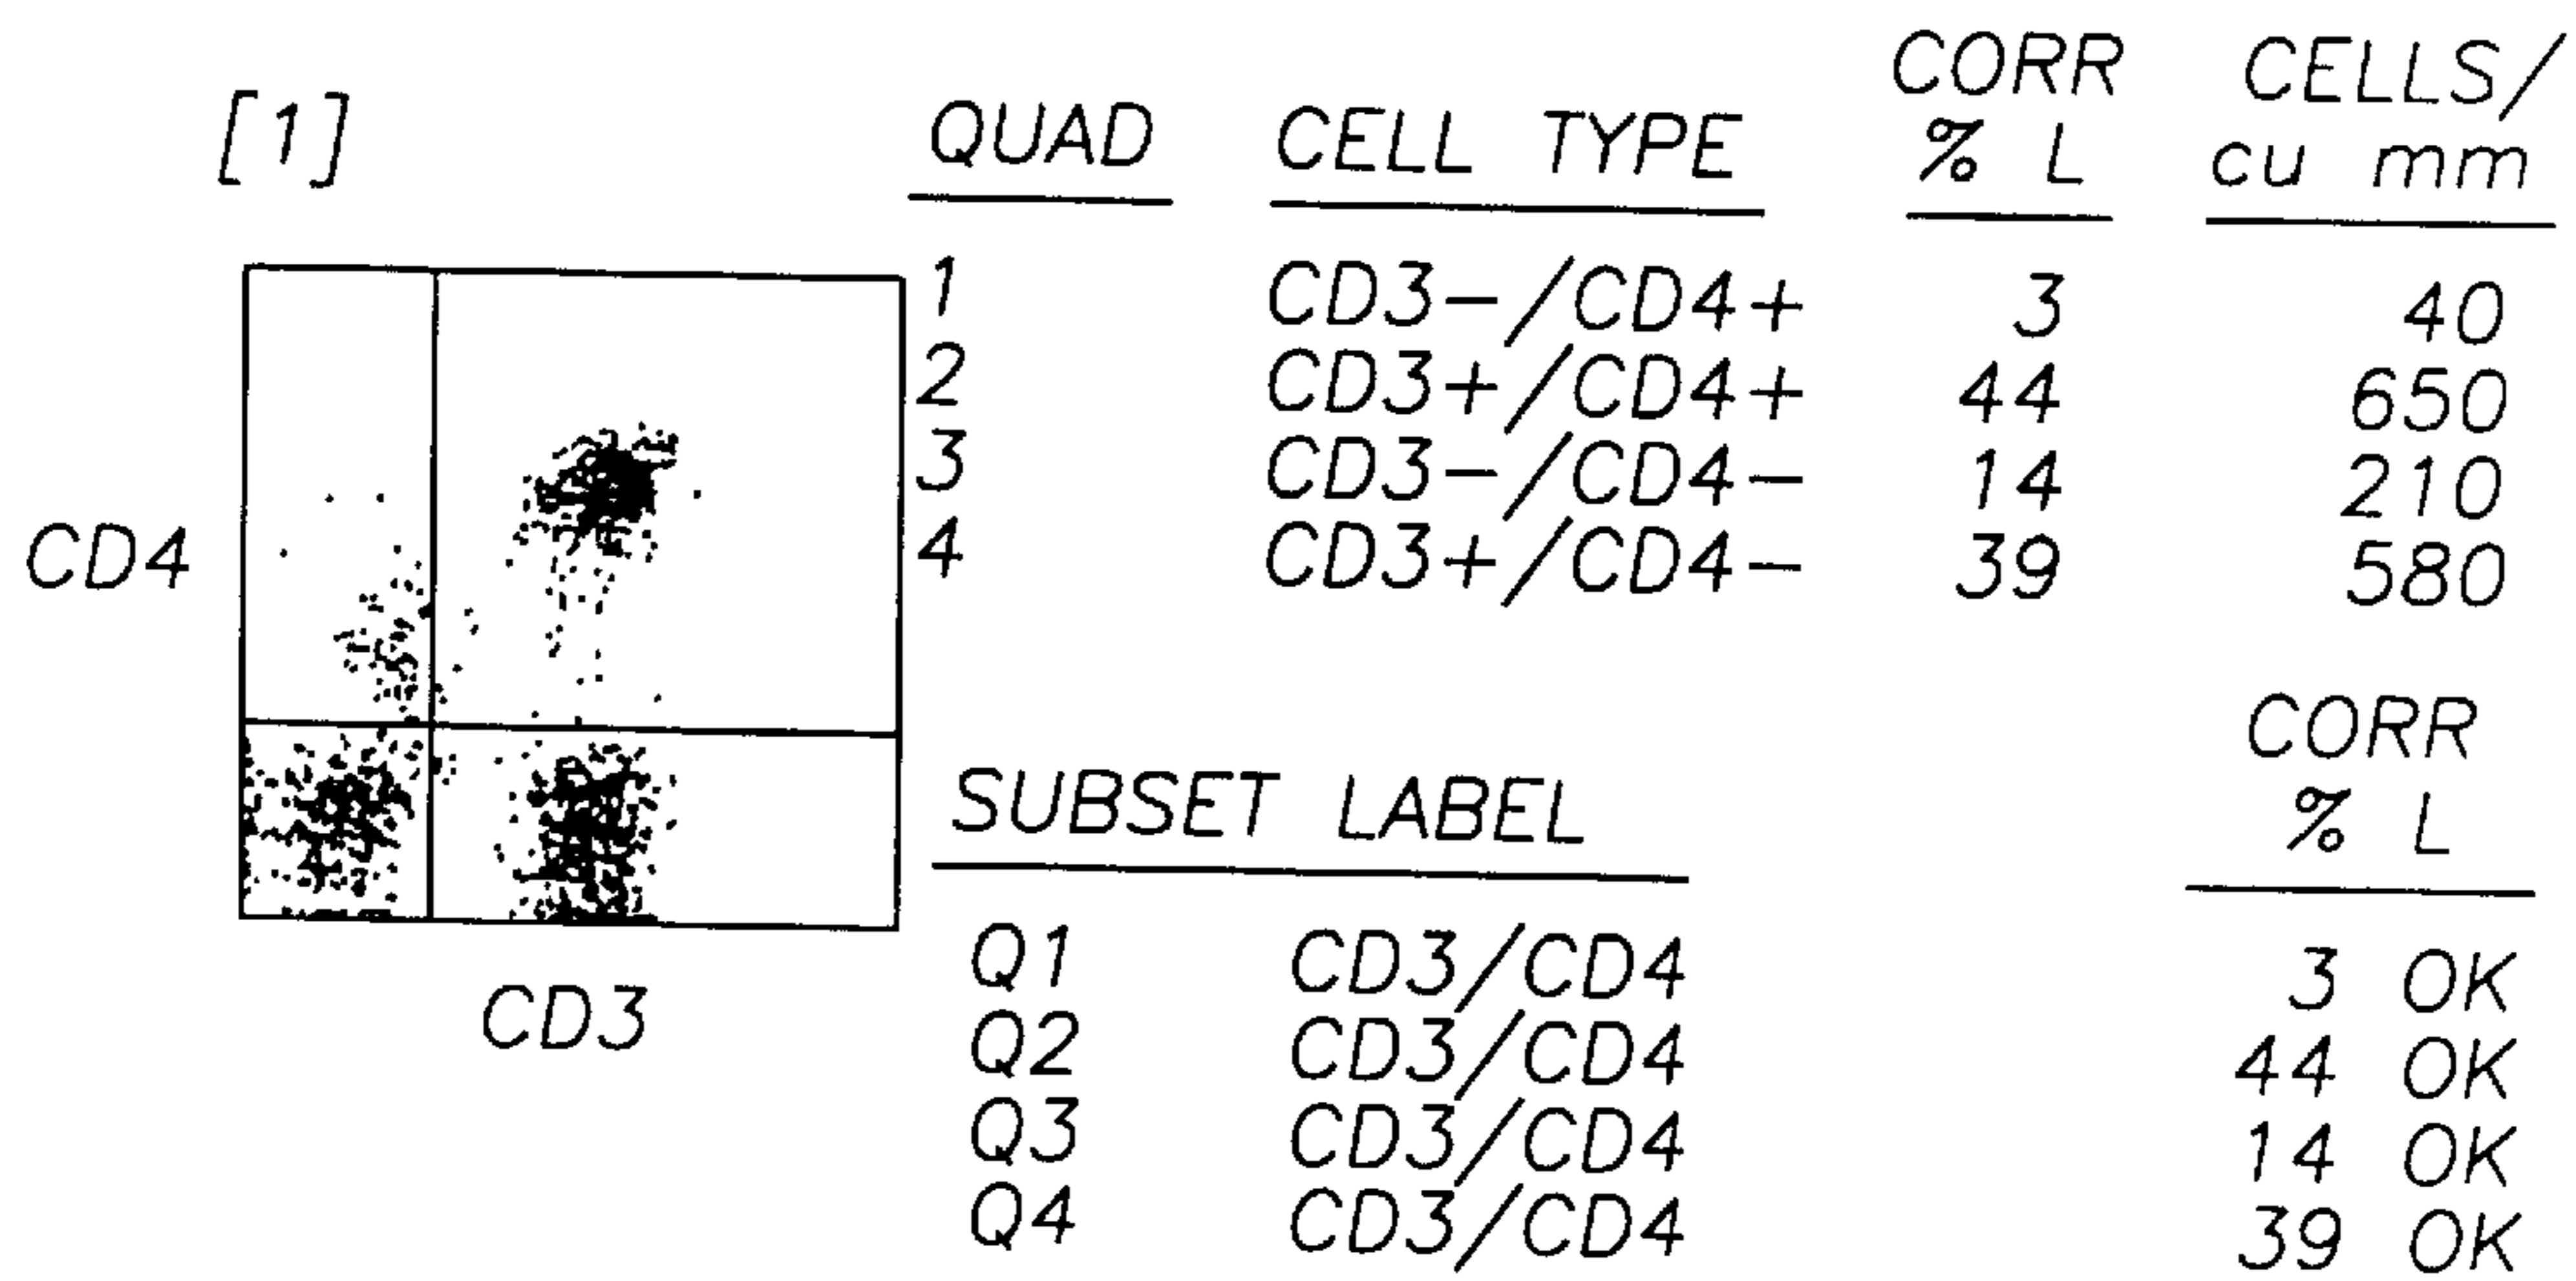 [1]
QUAD CELL TYPE CORR % L CELLS/ cu mm
1 CD3-/CD4+ 3 40
2 CD3+/CD4+ 44 650
3 CD3-/CD4- 14 210
4 CD3+/CD4- 39 580
CD4
CD3
SUBSET LABEL CORR % L
Q1 CD3/CD4 3 OK
Q2 CD3/CD4 44 OK
Q3 CD3/CD4 14 OK
Q4 CD3/CD4 39 OK